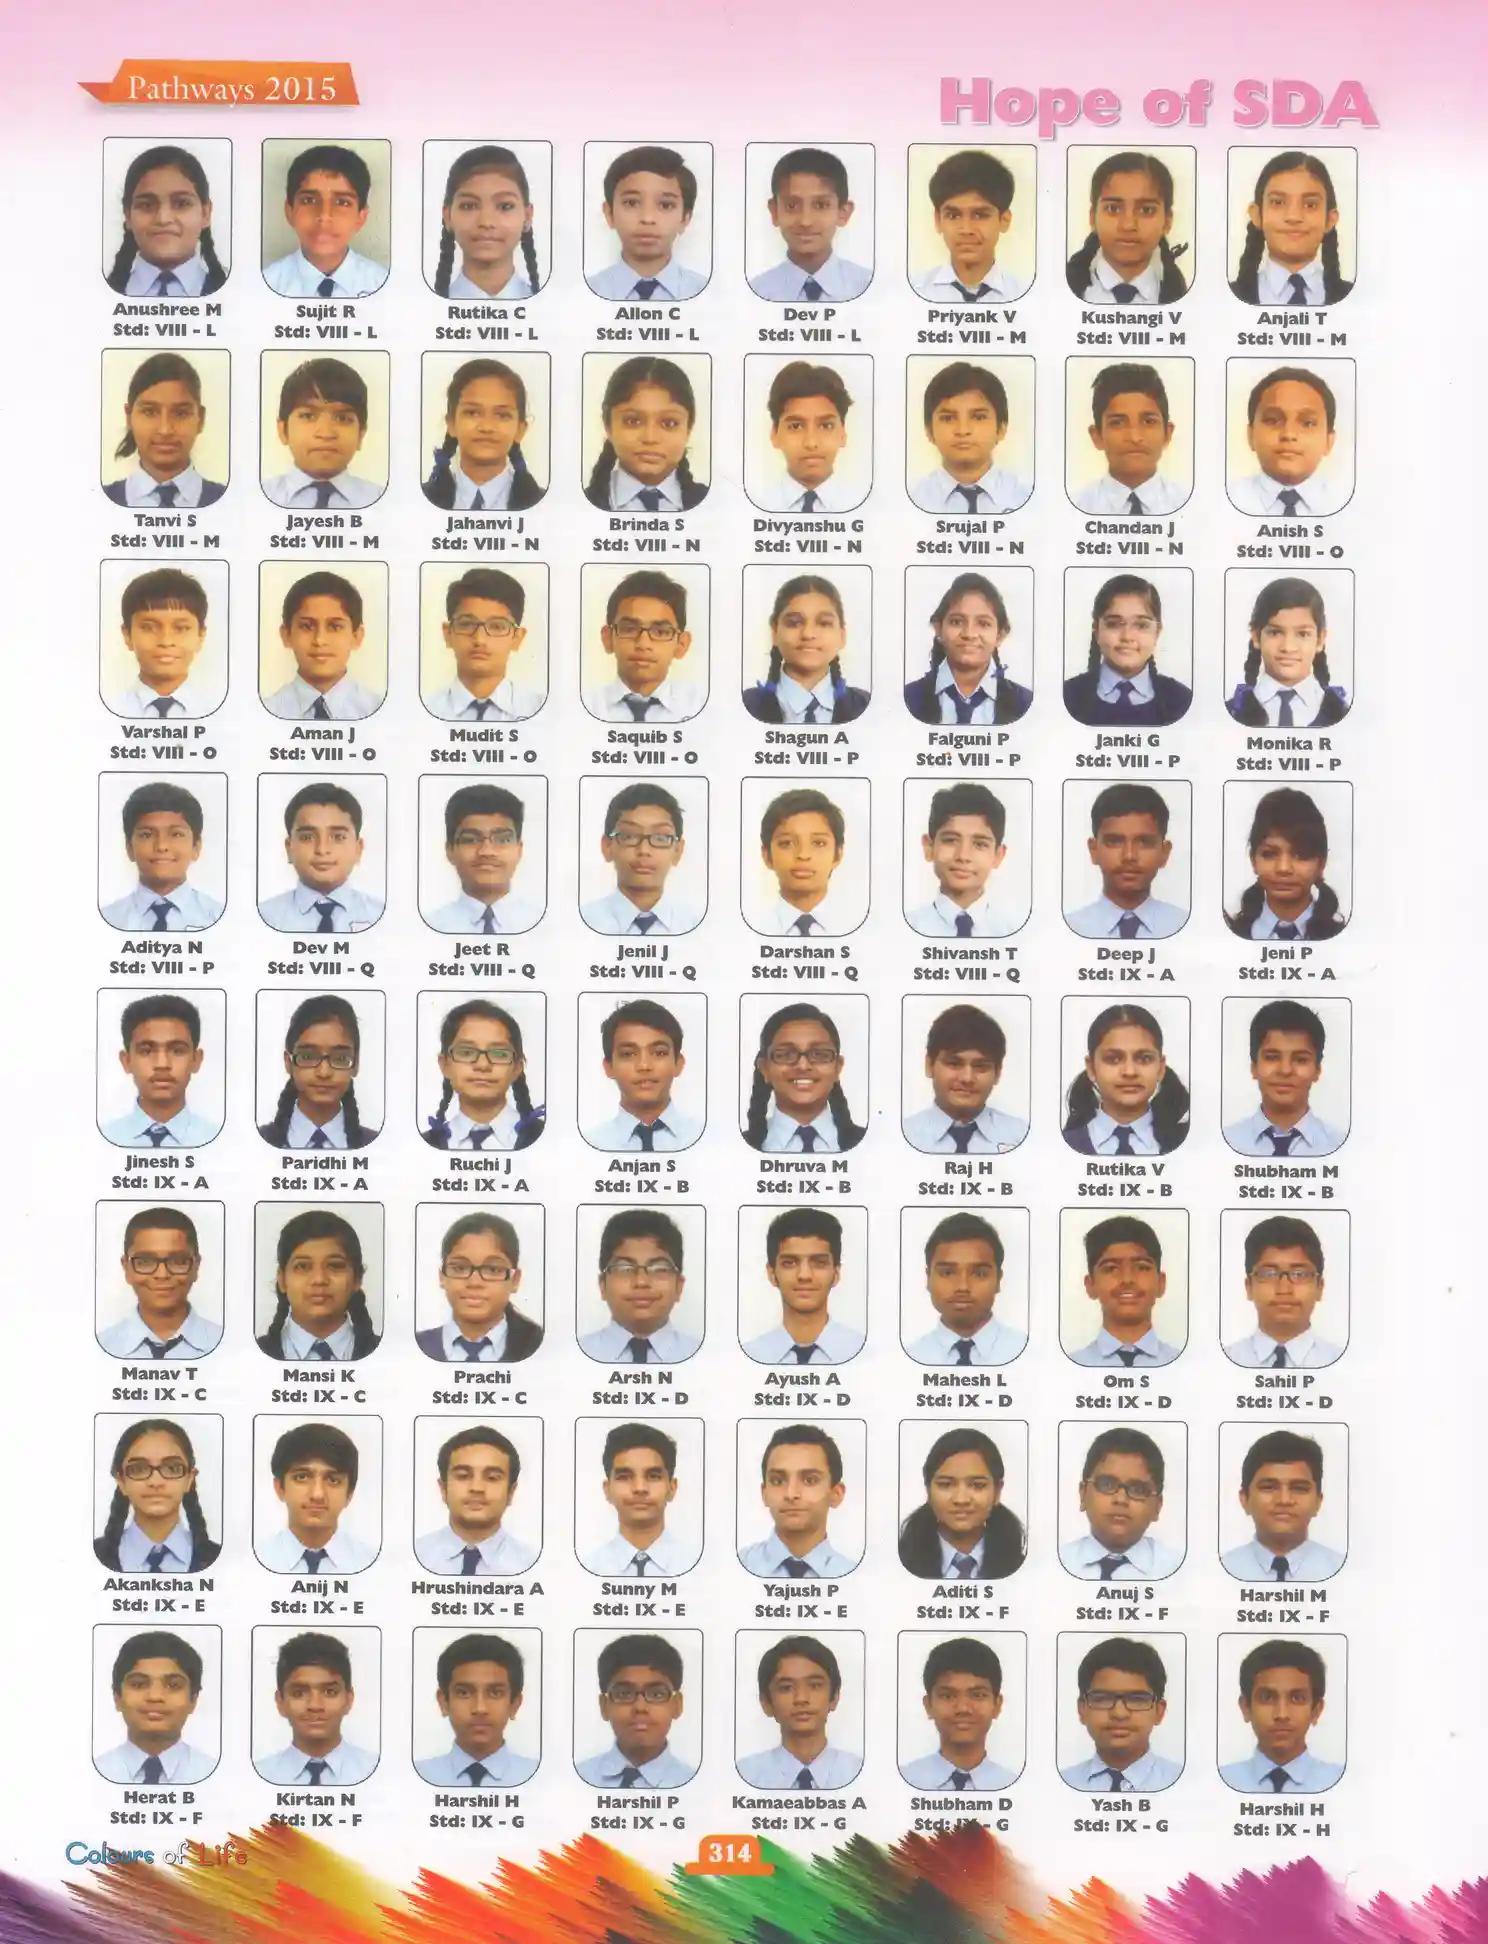 Pathways 2015
Hope of SDA
Anushree M
Std: VIII - L
Sujit R
Std: VIII - L
Rutika C
Std: VIII - L
Allon C
Std: VIII - L
Dev P
Std: VIII - L
Priyank V
Std: VIII - M
Kushangi V
Std: VIII - M
Anjali T
Std: VIII - M
Tanvi S
Std: VIII - M
Jayesh B
Std: VIII - M
Jahanvi J
Std: VIII - N
Brinda S
Std: VIII - N
Divyanshu G
Std: VIII - N
Srujal P
Std: VIII - N
Chandan J
Std: VIII - N
Anish S
Std: VIII - O
Varshal P
Std: VIII - O
Aman J
Std: VIII - O
Mudit S
Std: VIII - O
Saquib S
Std: VIII - O
Shagun A
Std: VIII - P
Falguni P
Std: VIII - P
Janki G
Std: VIII - P
Monika R
Std: VIII - P
Aditya N
Std: VIII - P
Dev M
Std: VIII - Q
Jeet R
Std: VIII - Q
Jenil J
Std: VIII - Q
Darshan S
Std: VIII - Q
Shivansh T
Std: VIII - Q
Deep J
Std: IX - A
Jeni P
Std: IX - A
Jinesh S
Std: IX - A
Paridhi M
Std: IX - A
Ruchi J
Std: IX - A
Anjan S
Std: IX - B
Dhruva M
Std: IX - B
Raj H
Std: IX - B
Rutika V
Std: IX - B
Shubham M
Std: IX - B
Manav T
Std: IX - C
Mansi K
Std: IX - C
Prachi
Std: IX - C
Arsh N
Std: IX - D
Ayush A
Std: IX - D
Mahesh L
Std: IX - D
Om S
Std: IX - D
Sahil P
Std: IX - D
Akanksha N
Std: IX - E
Anij N
Std: IX - E
Hrushindara A
Std: IX - E
Sunny M
Std: IX - E
Yajush P
Std: IX - E
Aditi S
Std: IX - F
Anuj S
Std: IX - F
Harshil M
Std: IX - F
Herat B
Std: IX - F
Kirtan N
Std: IX - F
Harshil H
Std: IX - G
Harshil P
Std: IX - G
Kamaeabbas A
Std: IX - G
Shubham D
Std: IX - G
Yash B
Std: IX - G
Harshil H
Std: IX - H
Colours of Life
314